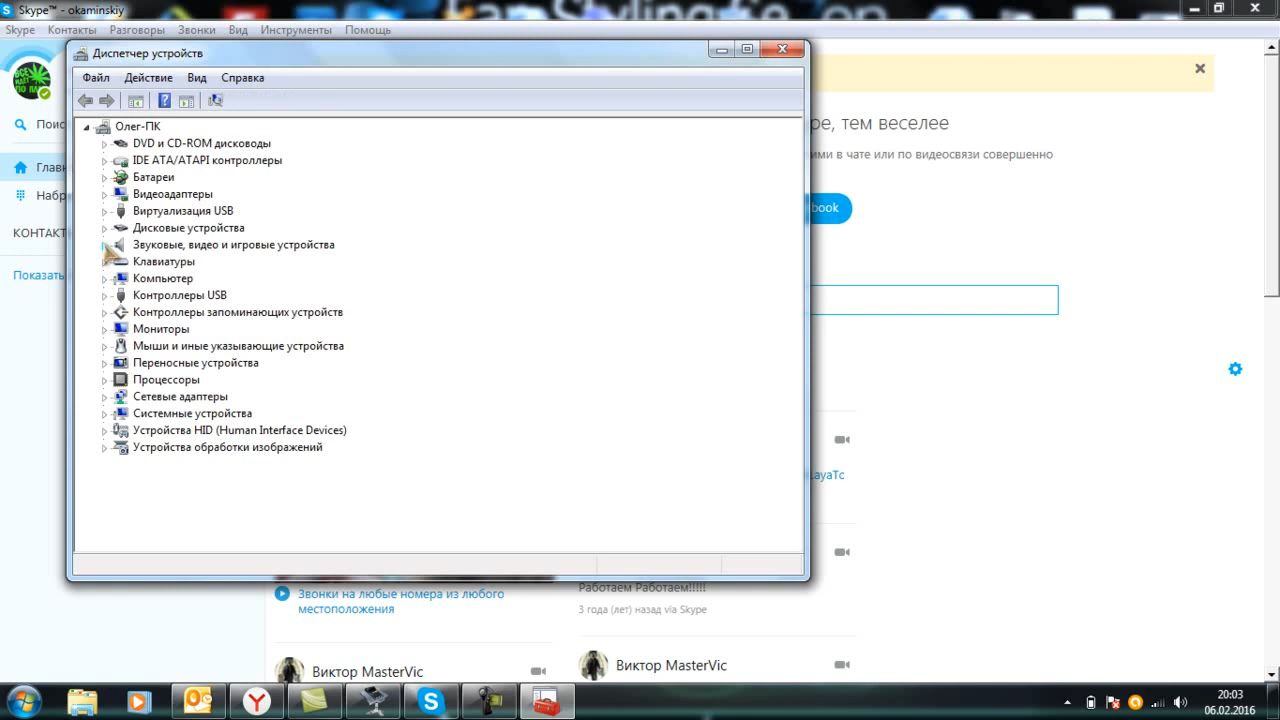 Skype™ - okaminskiy
Skype Контакты Разговоры Звонки Вид Инструменты Помощь
Диспетчер устройств
Файл Действие Вид Справка
Олег-ПК
DVD и CD-ROM дисководы
IDE ATA/ATAPI контроллеры
Батареи
Видеоадаптеры
Виртуализация USB
Дисковые устройства
Звуковые, видео и игровые устройства
Клавиатуры
Компьютер
Контроллеры USB
Контроллеры запоминающих устройств
Мониторы
Мыши и иные указывающие устройства
Переносные устройства
Процессоры
Сетевые адаптеры
Системные устройства
Устройства HID (Human Interface Devices)
Устройства обработки изображений
Поис
Главн
Набр
КОНТАКТ
Показать
ре, тем веселее
ими в чате или по видеосвязи совершенно
book
.ayaTc
Звонки на любые номера из любого
местоположения
Виктор MasterVic
Работаем Работаем!!!!!
3 года (лет) назад via Skype
Виктор MasterVic
20:03
06.02.2016